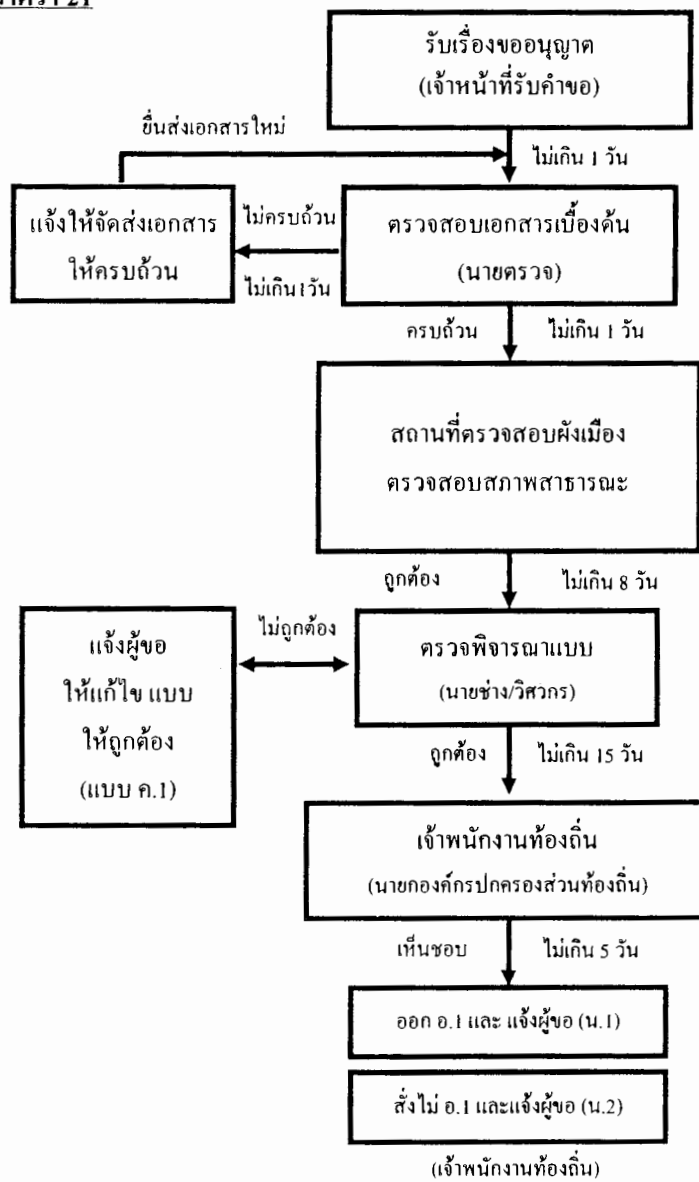 รับเรื่องขออนุญาต
(เจ้าหน้าที่รับคำขอ)
ยื่นส่งเอกสารใหม่
ไม่เกิน 1 วัน
แจ้งให้จัดส่งเอกสาร
ให้ครบถ้วน
ไม่ครบถ้วน
ไม่เกิน 1 วัน
ตรวจสอบเอกสารเบื้องต้น
(นายตรวจ)
ครบถ้วน
ไม่เกิน 1 วัน
สถานที่ตรวจสอบผังเมือง
ตรวจสอบสภาพสาธารณะ
ถูกต้อง
ไม่เกิน 8 วัน
แจ้งผู้ขอ
ให้แก้ไข แบบ
ให้ถูกต้อง
(แบบ ค.1)
ไม่ถูกต้อง
ตรวจพิจารณาแบบ
(นายช่าง/วิศวกร)
ถูกต้อง
ไม่เกิน 15 วัน
เจ้าพนักงานท้องถิ่น
(นายกองค์กรปกครองส่วนท้องถิ่น)
เห็นชอบ
ไม่เกิน 5 วัน
ออก อ.1 และ แจ้งผู้ขอ (น.1)
สั่งไม่ อ.1 และแจ้งผู้ขอ (น.2)
(เจ้าพนักงานท้องถิ่น)